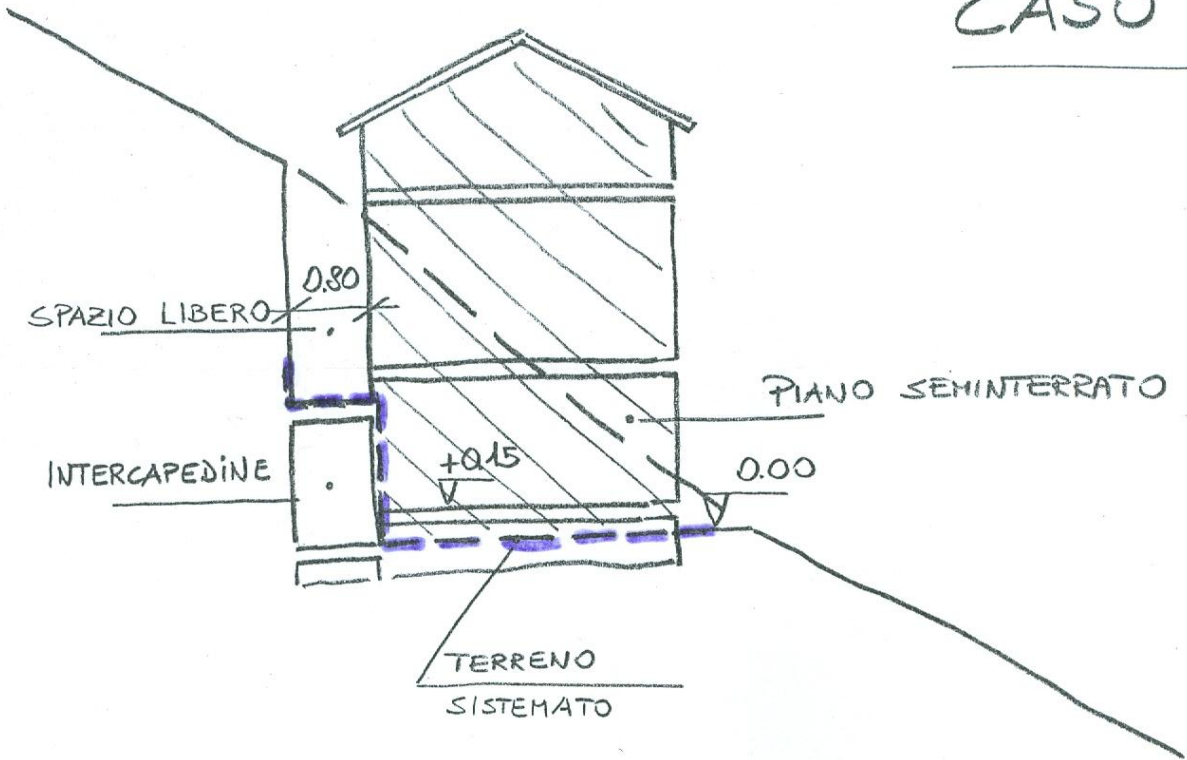 CASO
0.80
SPAZIO LIBERO
PIANO SEMINTERRATO
INTERCAPEDINE
+0.15
0.00
TERRENO
SISTEMATO